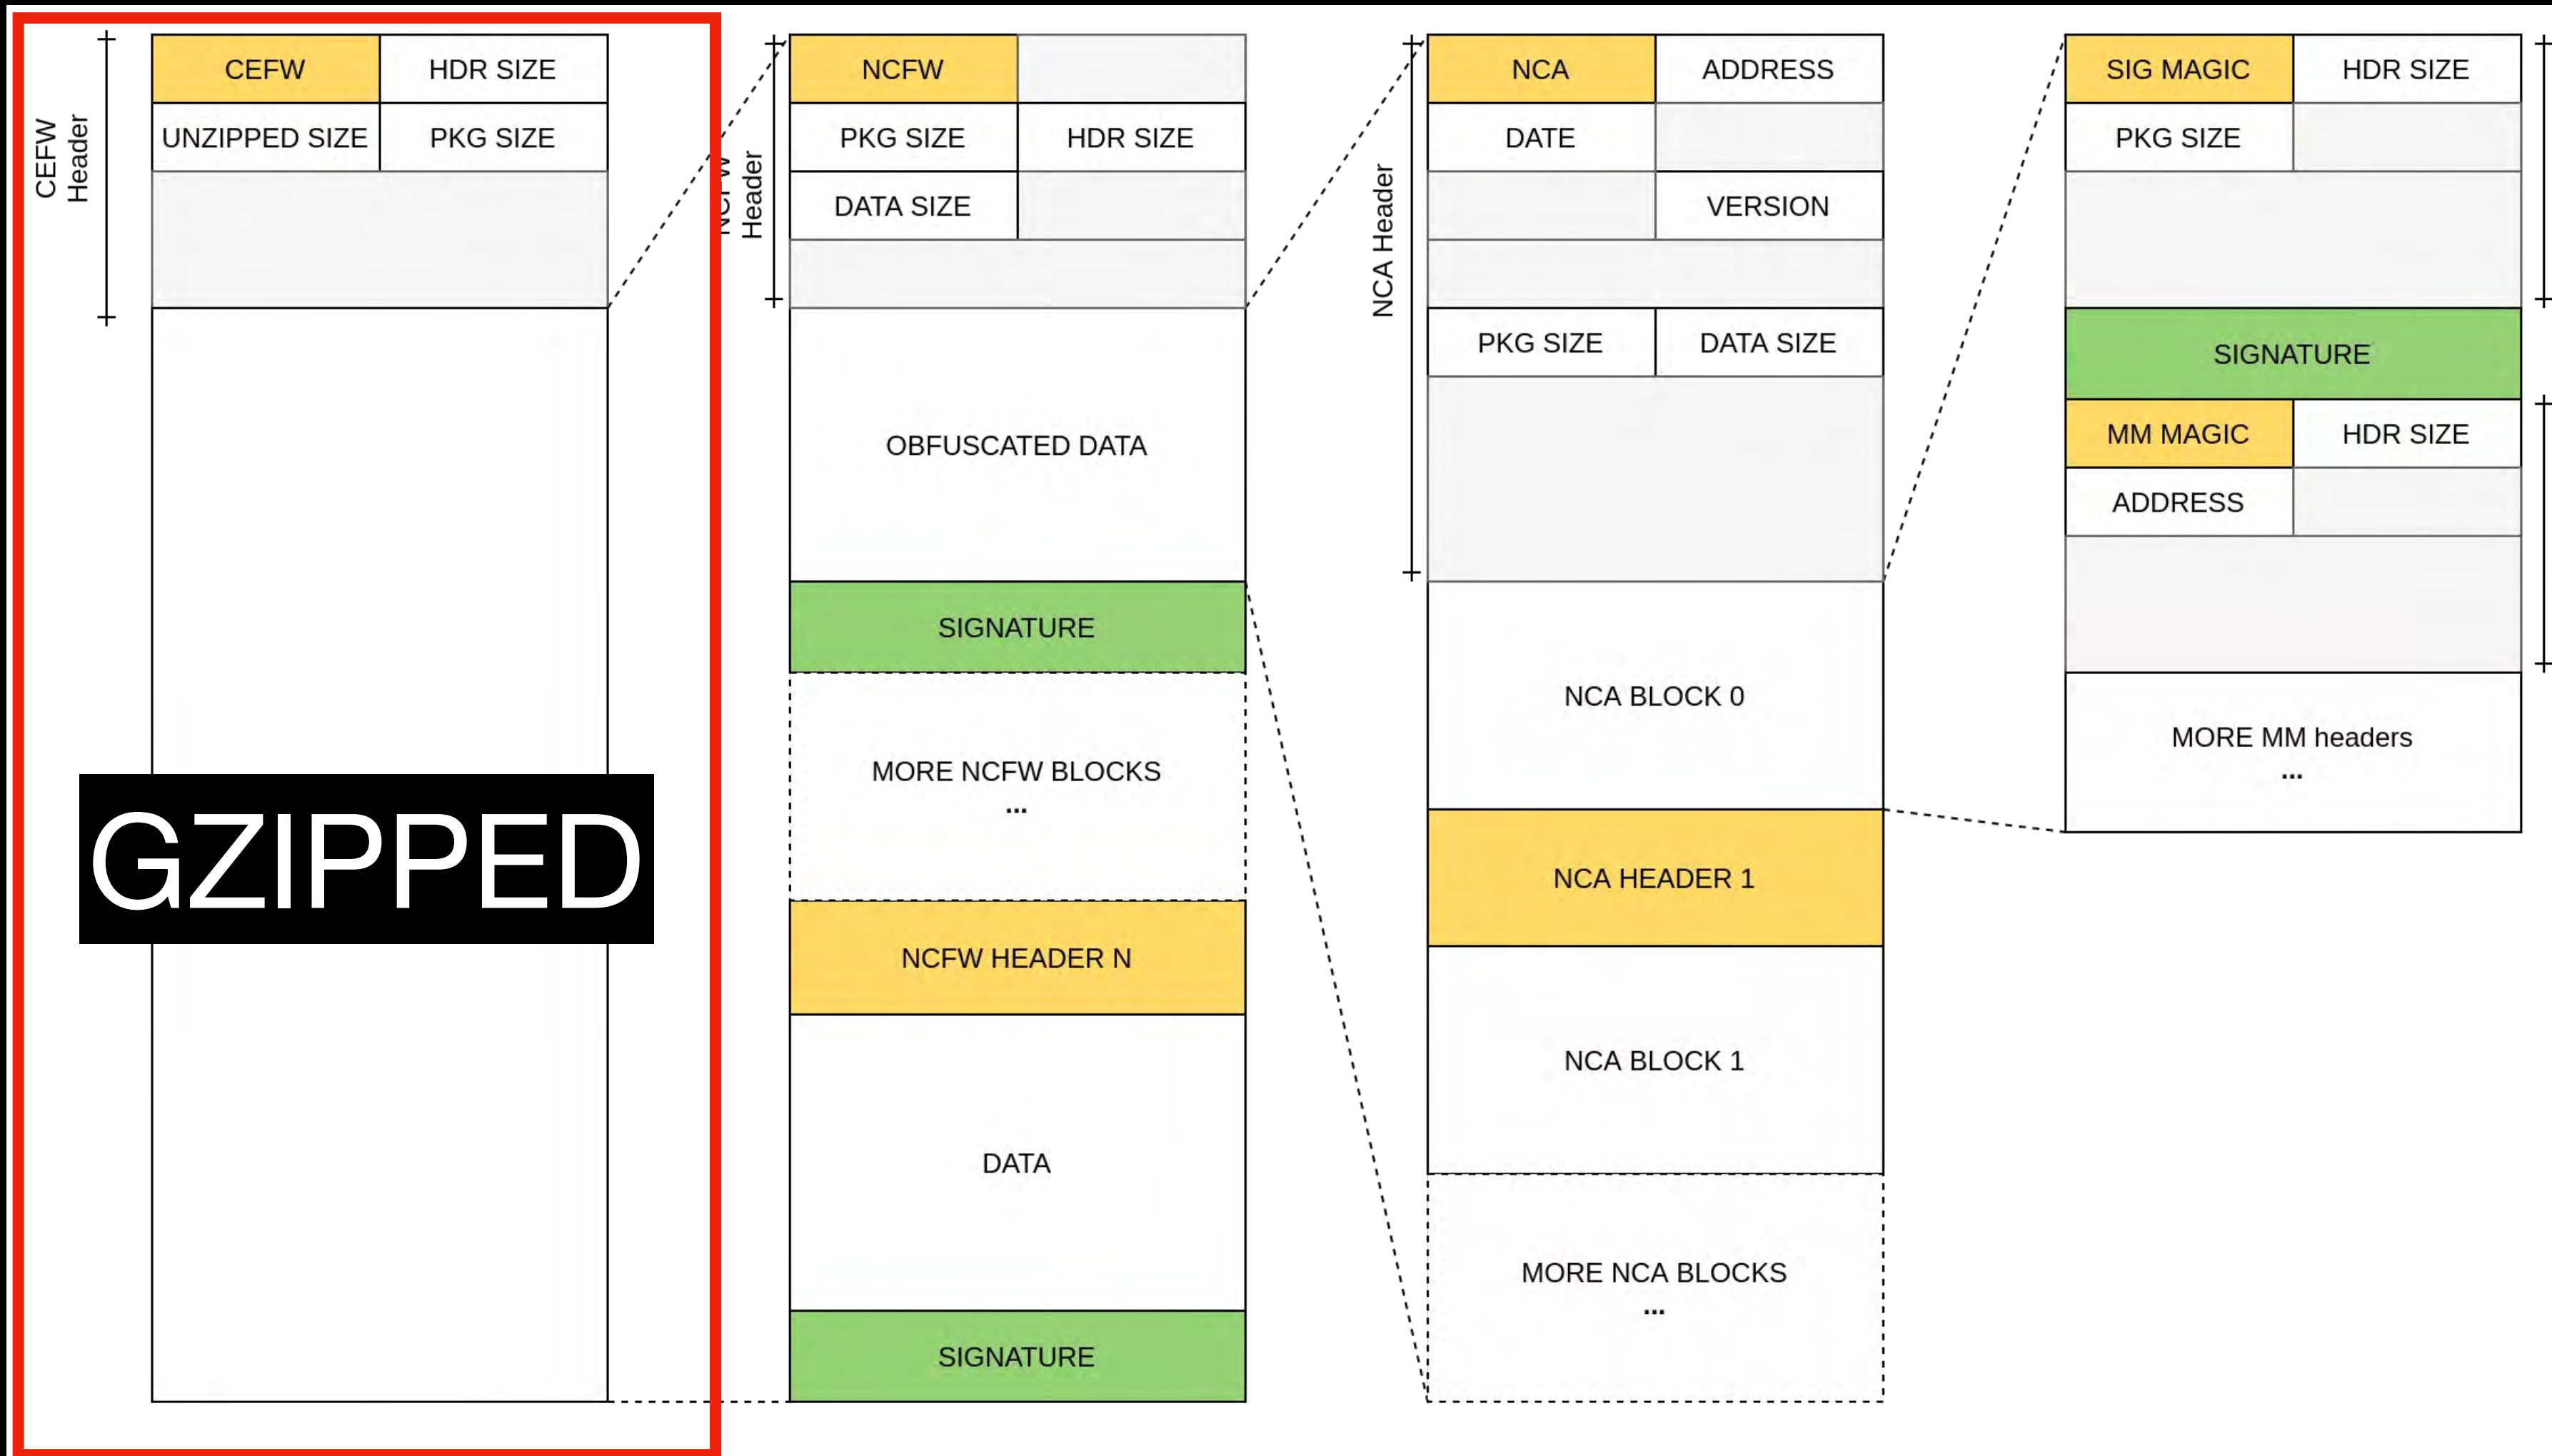 CEFW
Header
CEFW HDR SIZE
UNZIPPED SIZE PKG SIZE
GZIPPED
NCFW
Header
NCFW
PKG SIZE HDR SIZE
DATA SIZE
OBFUSCATED DATA
SIGNATURE
MORE NCFW BLOCKS
...
NCFW HEADER N
DATA
SIGNATURE
NCA Header
NCA ADDRESS
DATE
VERSION
PKG SIZE DATA SIZE
NCA BLOCK 0
NCA HEADER 1
NCA BLOCK 1
MORE NCA BLOCKS
...
SIG MAGIC HDR SIZE
PKG SIZE
SIGNATURE
MM MAGIC HDR SIZE
ADDRESS
MORE MM headers
...